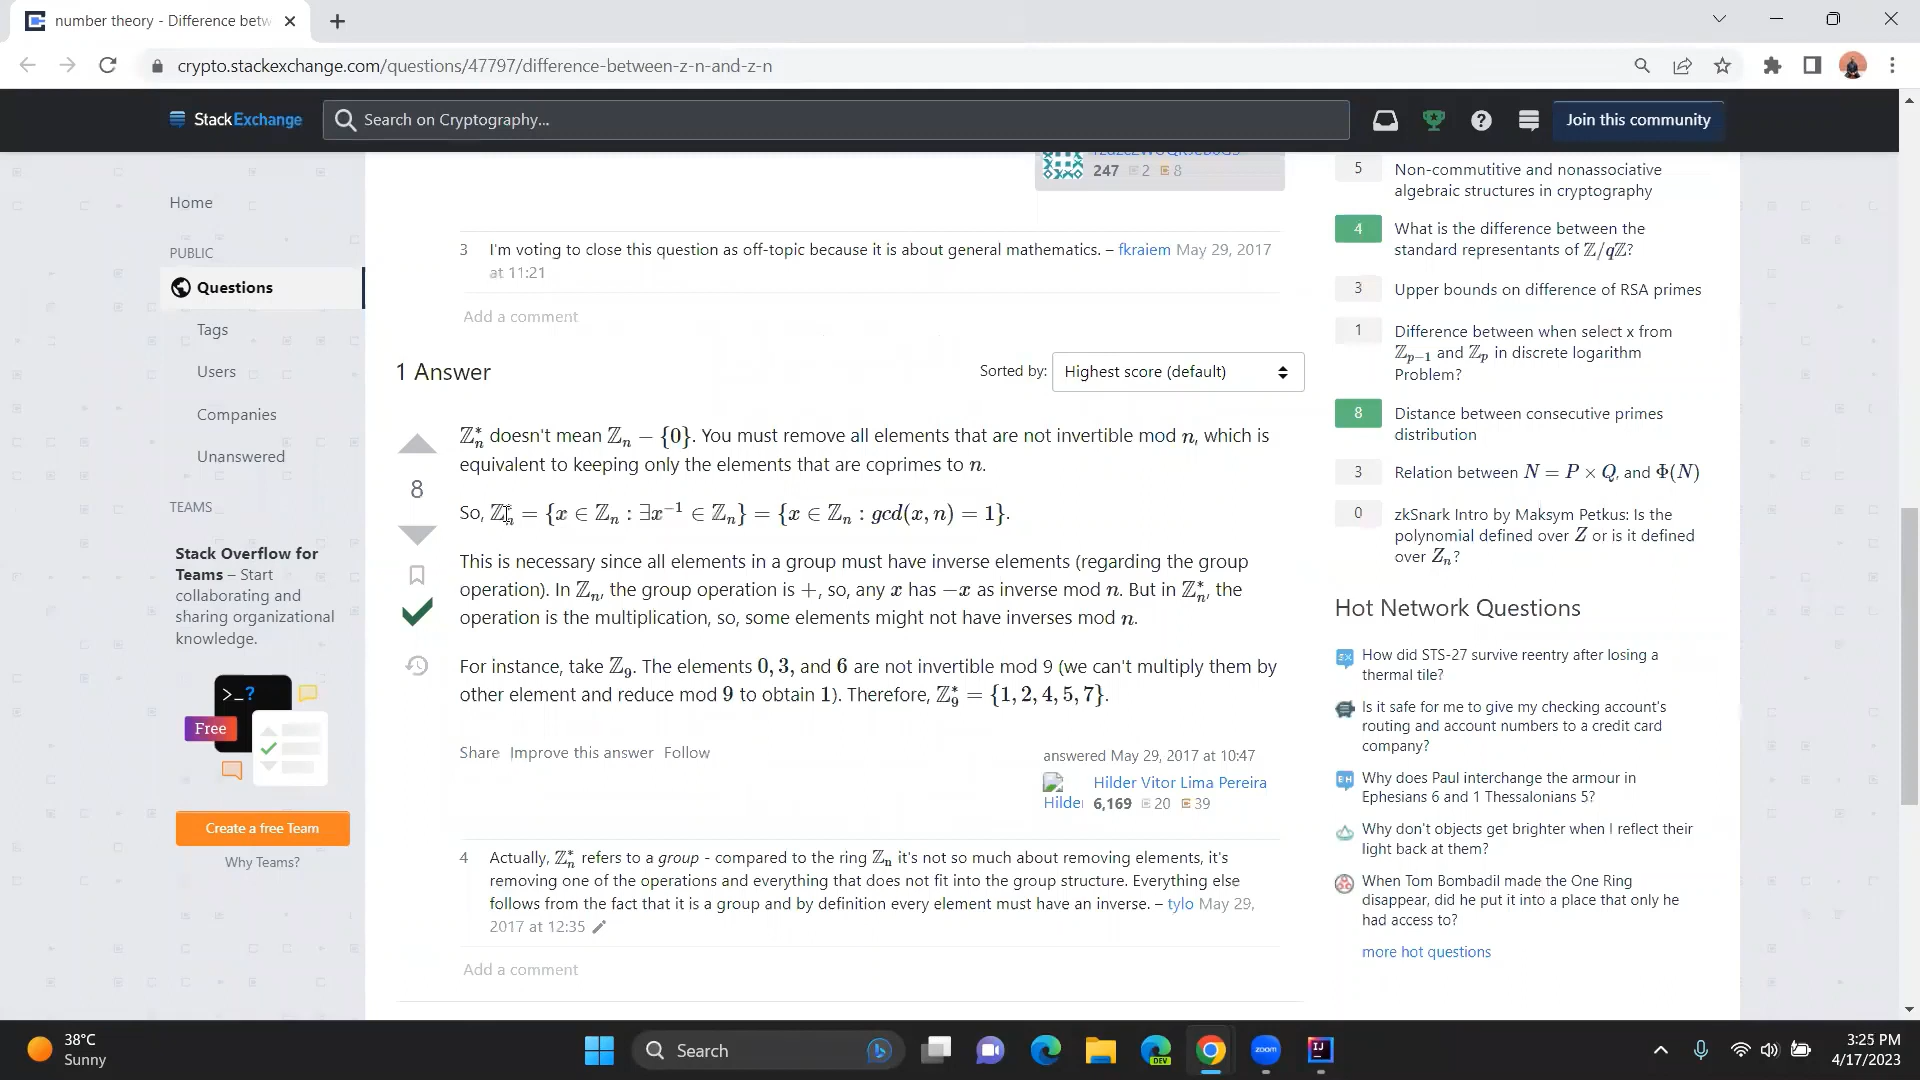 number theory - Difference betw
crypto.stackexchange.com/questions/47797/difference-between-z-n-and-z-n
StackExchange
Search on Cryptography...
Join this community
Home
PUBLIC
Questions
Tags
Users
Companies
Unanswered
TEAMS
Stack Overflow for
Teams – Start
collaborating and
sharing organizational
knowledge.
>_?
Free
Create a free Team
Why Teams?
247 2 8
3 I'm voting to close this question as off-topic because it is about general mathematics. – fkraiem May 29, 2017
at 11:21
Add a comment
1 Answer
Sorted by: Highest score (default)
8
ℤ*ₙ doesn't mean ℤₙ − {0}. You must remove all elements that are not invertible mod n, which is
equivalent to keeping only the elements that are coprimes to n.
So, ℤ*ₙ = {x ∈ ℤₙ : ∃x⁻¹ ∈ ℤₙ} = {x ∈ ℤₙ : gcd(x, n) = 1}.
This is necessary since all elements in a group must have inverse elements (regarding the group
operation). In ℤₙ, the group operation is +, so, any x has −x as inverse mod n. But in ℤ*ₙ, the
operation is the multiplication, so, some elements might not have inverses mod n.
For instance, take ℤ₉. The elements 0, 3, and 6 are not invertible mod 9 (we can't multiply them by
other element and reduce mod 9 to obtain 1). Therefore, ℤ*₉ = {1, 2, 4, 5, 7}.
Share Improve this answer Follow
answered May 29, 2017 at 10:47
Hilder
Hilder Vitor Lima Pereira
6,169 20 39
4 Actually, ℤ*ₙ refers to a group - compared to the ring ℤₙ it's not so much about removing elements, it's
removing one of the operations and everything that does not fit into the group structure. Everything else
follows from the fact that it is a group and by definition every element must have an inverse. – tylo May 29,
2017 at 12:35
Add a comment
5 Non-commutitive and nonassociative
algebraic structures in cryptography
4 What is the difference between the
standard representants of ℤ/qℤ?
3 Upper bounds on difference of RSA primes
1 Difference between when select x from
ℤₚ₋₁ and ℤₚ in discrete logarithm
Problem?
8 Distance between consecutive primes
distribution
3 Relation between N = P × Q, and Φ(N)
0 zkSnark Intro by Maksym Petkus: Is the
polynomial defined over Z or is it defined
over Zₙ?
Hot Network Questions
How did STS-27 survive reentry after losing a
thermal tile?
Is it safe for me to give my checking account's
routing and account numbers to a credit card
company?
Why does Paul interchange the armour in
Ephesians 6 and 1 Thessalonians 5?
Why don't objects get brighter when I reflect their
light back at them?
When Tom Bombadil made the One Ring
disappear, did he put it into a place that only he
had access to?
more hot questions
38°C
Sunny
Search
DEV
zoom
IJ
3:25 PM
4/17/2023